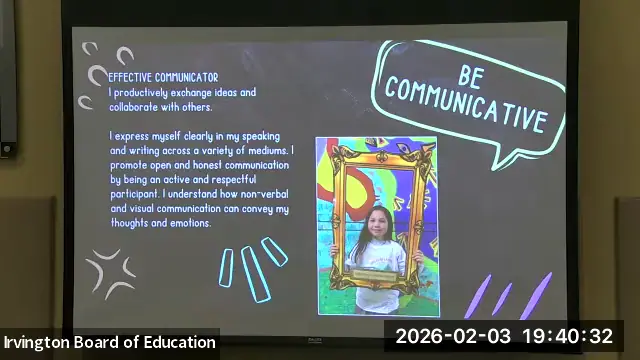 EFFECTIVE COMMUNICATOR
I productively exchange ideas and
collaborate with others.
I express myself clearly in my speaking
and writing across a variety of mediums. I
promote open and honest communication
by being an active and respectful
participant. I understand how non-verbal
and visual communication can convey my
thoughts and emotions.
BE
COMMUNICATIVE
Irvington Board of Education
2026-02-03 19:40:32